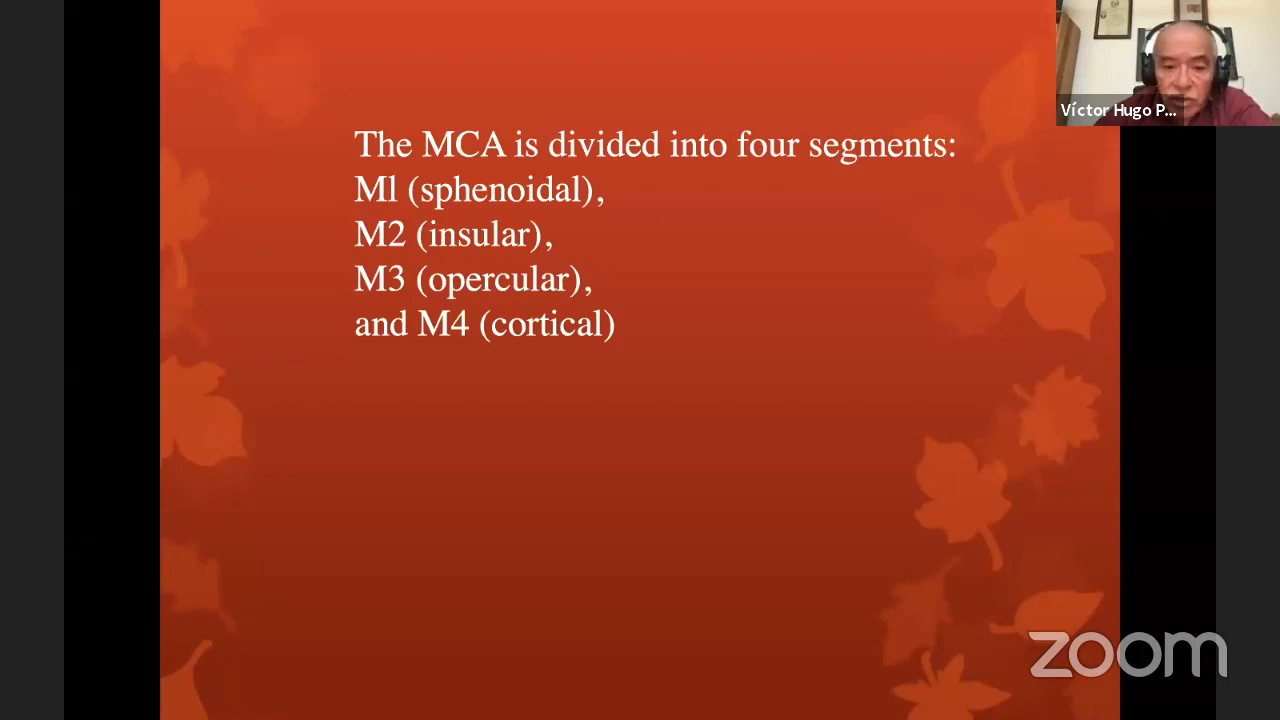 Víctor Hugo P...
The MCA is divided into four segments:
Ml (sphenoidal),
M2 (insular),
M3 (opercular),
and M4 (cortical)
zoom